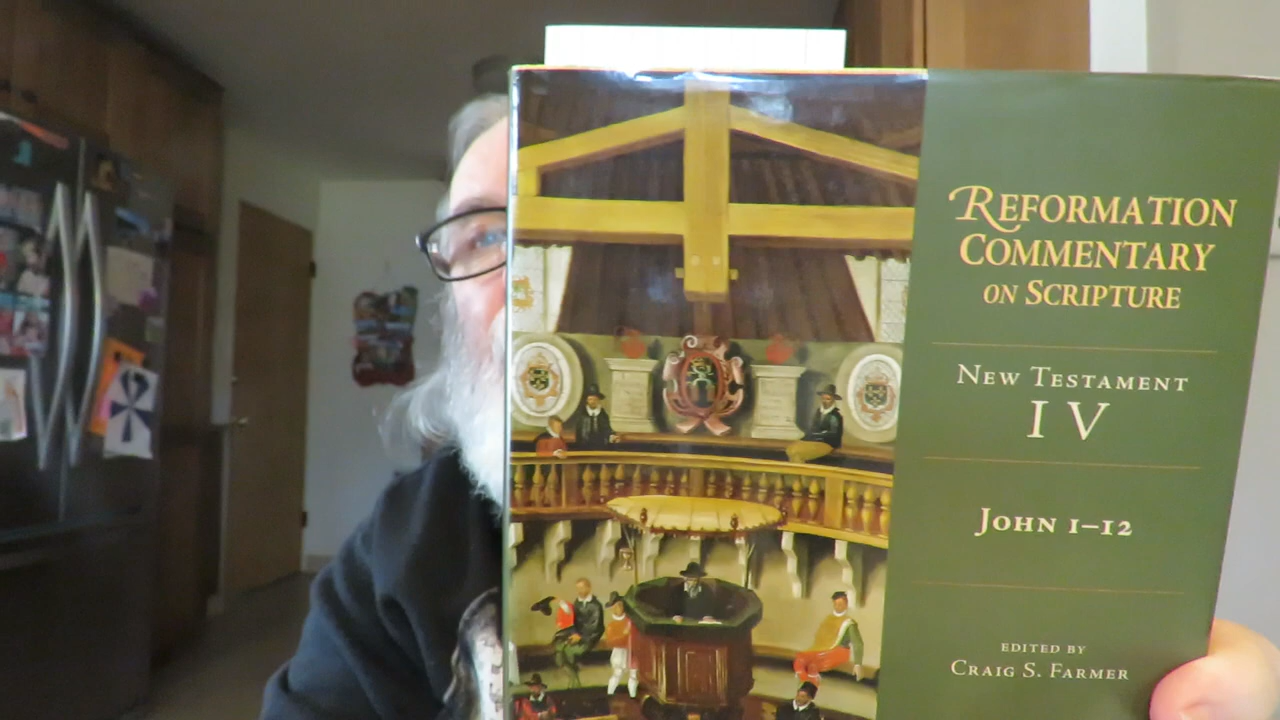 REFORMATION
COMMENTARY
ON SCRIPTURE
NEW TESTAMENT
IV
JOHN 1–12
EDITED BY
CRAIG S. FARMER